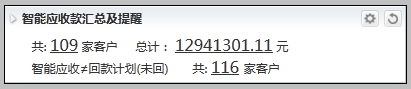 智能应收款汇总及提醒
共: 109 家客户 总计： 12941301.11 元
智能应收≠回款计划(未回) 共: 116 家客户